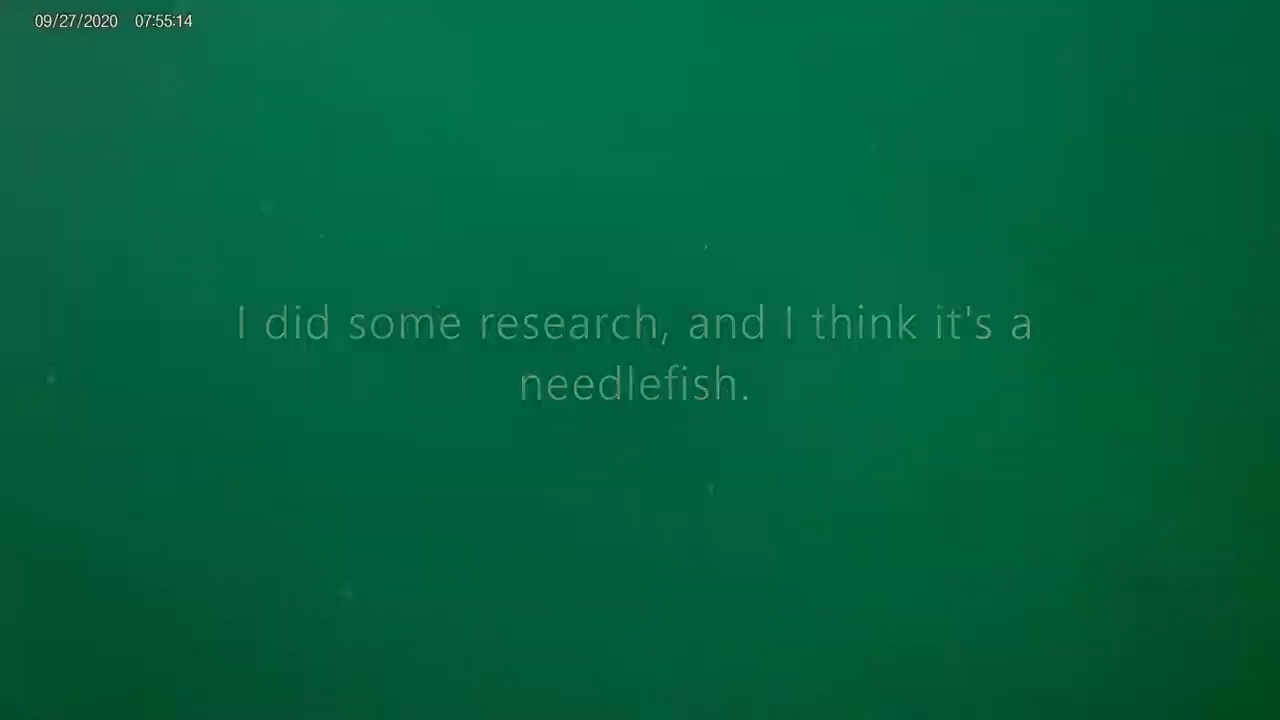 09/27/2020 07:55:14
I did some research, and I think it's a
needlefish.